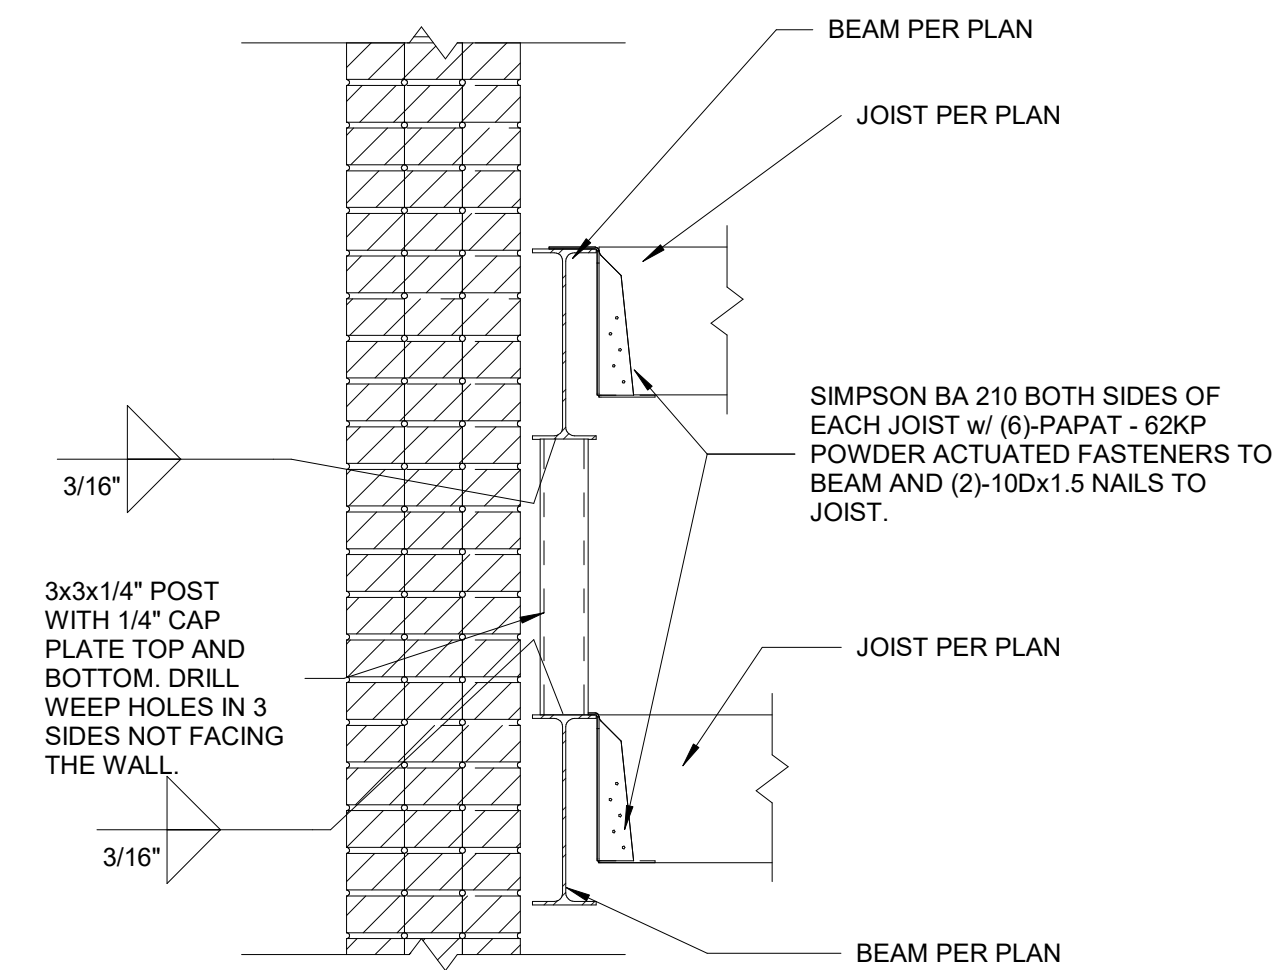 BEAM PER PLAN
JOIST PER PLAN
SIMPSON BA 210 BOTH SIDES OF
EACH JOIST w/ (6)-PAPAT - 62KP
POWDER ACTUATED FASTENERS TO
BEAM AND (2)-10Dx1.5 NAILS TO
JOIST.
3/16"
3x3x1/4" POST
WITH 1/4" CAP
PLATE TOP AND
BOTTOM. DRILL
WEEP HOLES IN 3
SIDES NOT FACING
THE WALL.
JOIST PER PLAN
3/16"
BEAM PER PLAN